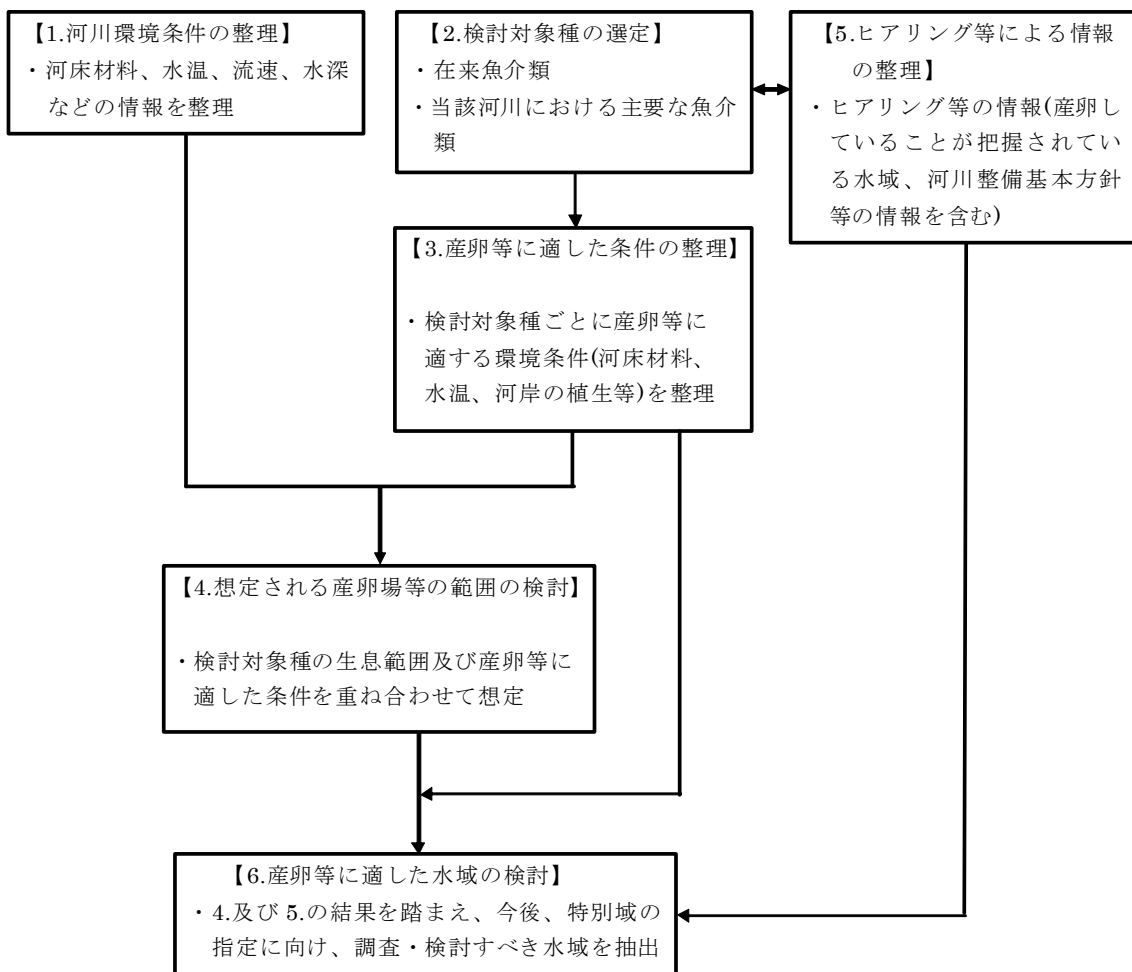 【1.河川環境条件の整理】
・河床材料、水温、流速、水深
などの情報を整理
【2.検討対象種の選定】
・在来魚介類
・当該河川における主要な魚介
類
【5.ヒアリング等による情報
の整理】
・ヒアリング等の情報(産卵し
ていることが把握されてい
る水域、河川整備基本方針
等の情報を含む)
【3.産卵等に適した条件の整理】
・検討対象種ごとに産卵等に
適する環境条件(河床材料、
水温、河岸の植生等)を整理
【4.想定される産卵場等の範囲の検討】
・検討対象種の生息範囲及び産卵等に
適した条件を重ね合わせて想定
【6.産卵等に適した水域の検討】
・4.及び 5.の結果を踏まえ、今後、特別域の
指定に向け、調査・検討すべき水域を抽出